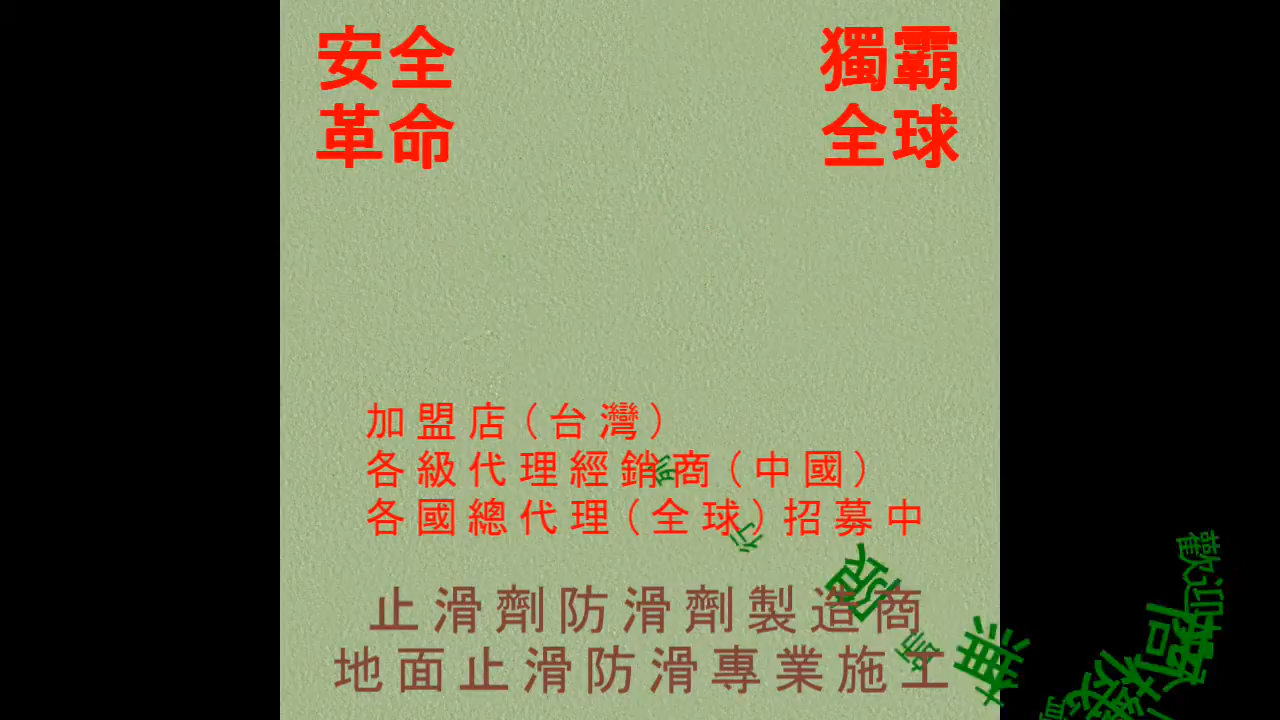 安全
革命
獨霸
全球
加盟店(台灣)
各級代理經銷商(中國)
各國總代理(全球)招募中
止滑劑防滑劑製造商
地面止滑防滑專業施工
歡迎